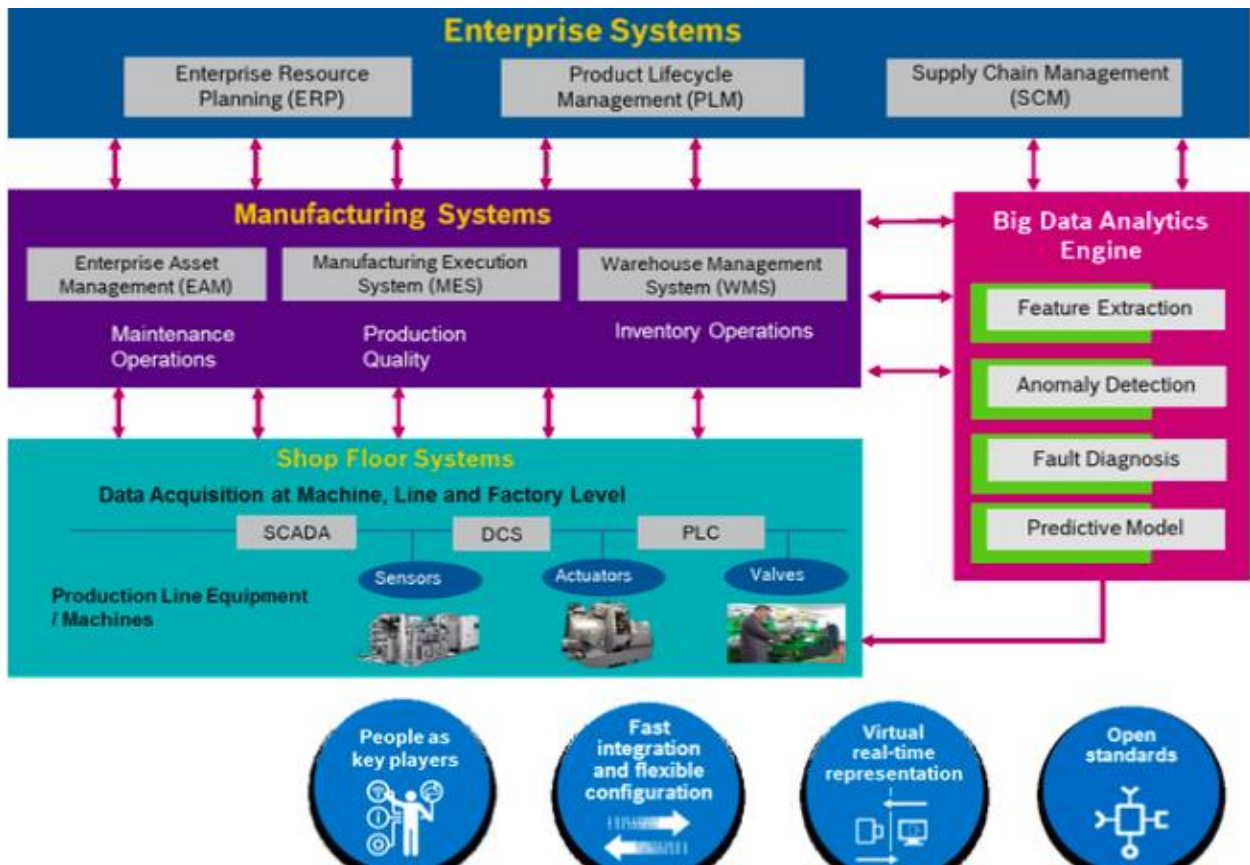 Enterprise Systems
Enterprise Resource
Planning (ERP)
Product Lifecycle
Management (PLM)
Supply Chain Management
(SCM)
Manufacturing Systems
Enterprise Asset
Management (EAM)
Manufacturing Execution
System (MES)
Warehouse Management
System (WMS)
Maintenance
Operations
Production
Quality
Inventory Operations
Big Data Analytics
Engine
Feature Extraction
Anomaly Detection
Fault Diagnosis
Predictive Model
Shop Floor Systems
Data Acquisition at Machine, Line and Factory Level
SCADA
DCS
PLC
Sensors
Actuators
Valves
Production Line Equipment
/ Machines
People as
key players
Fast
integration
and flexible
configuration
Virtual
real-time
representation
Open
standards